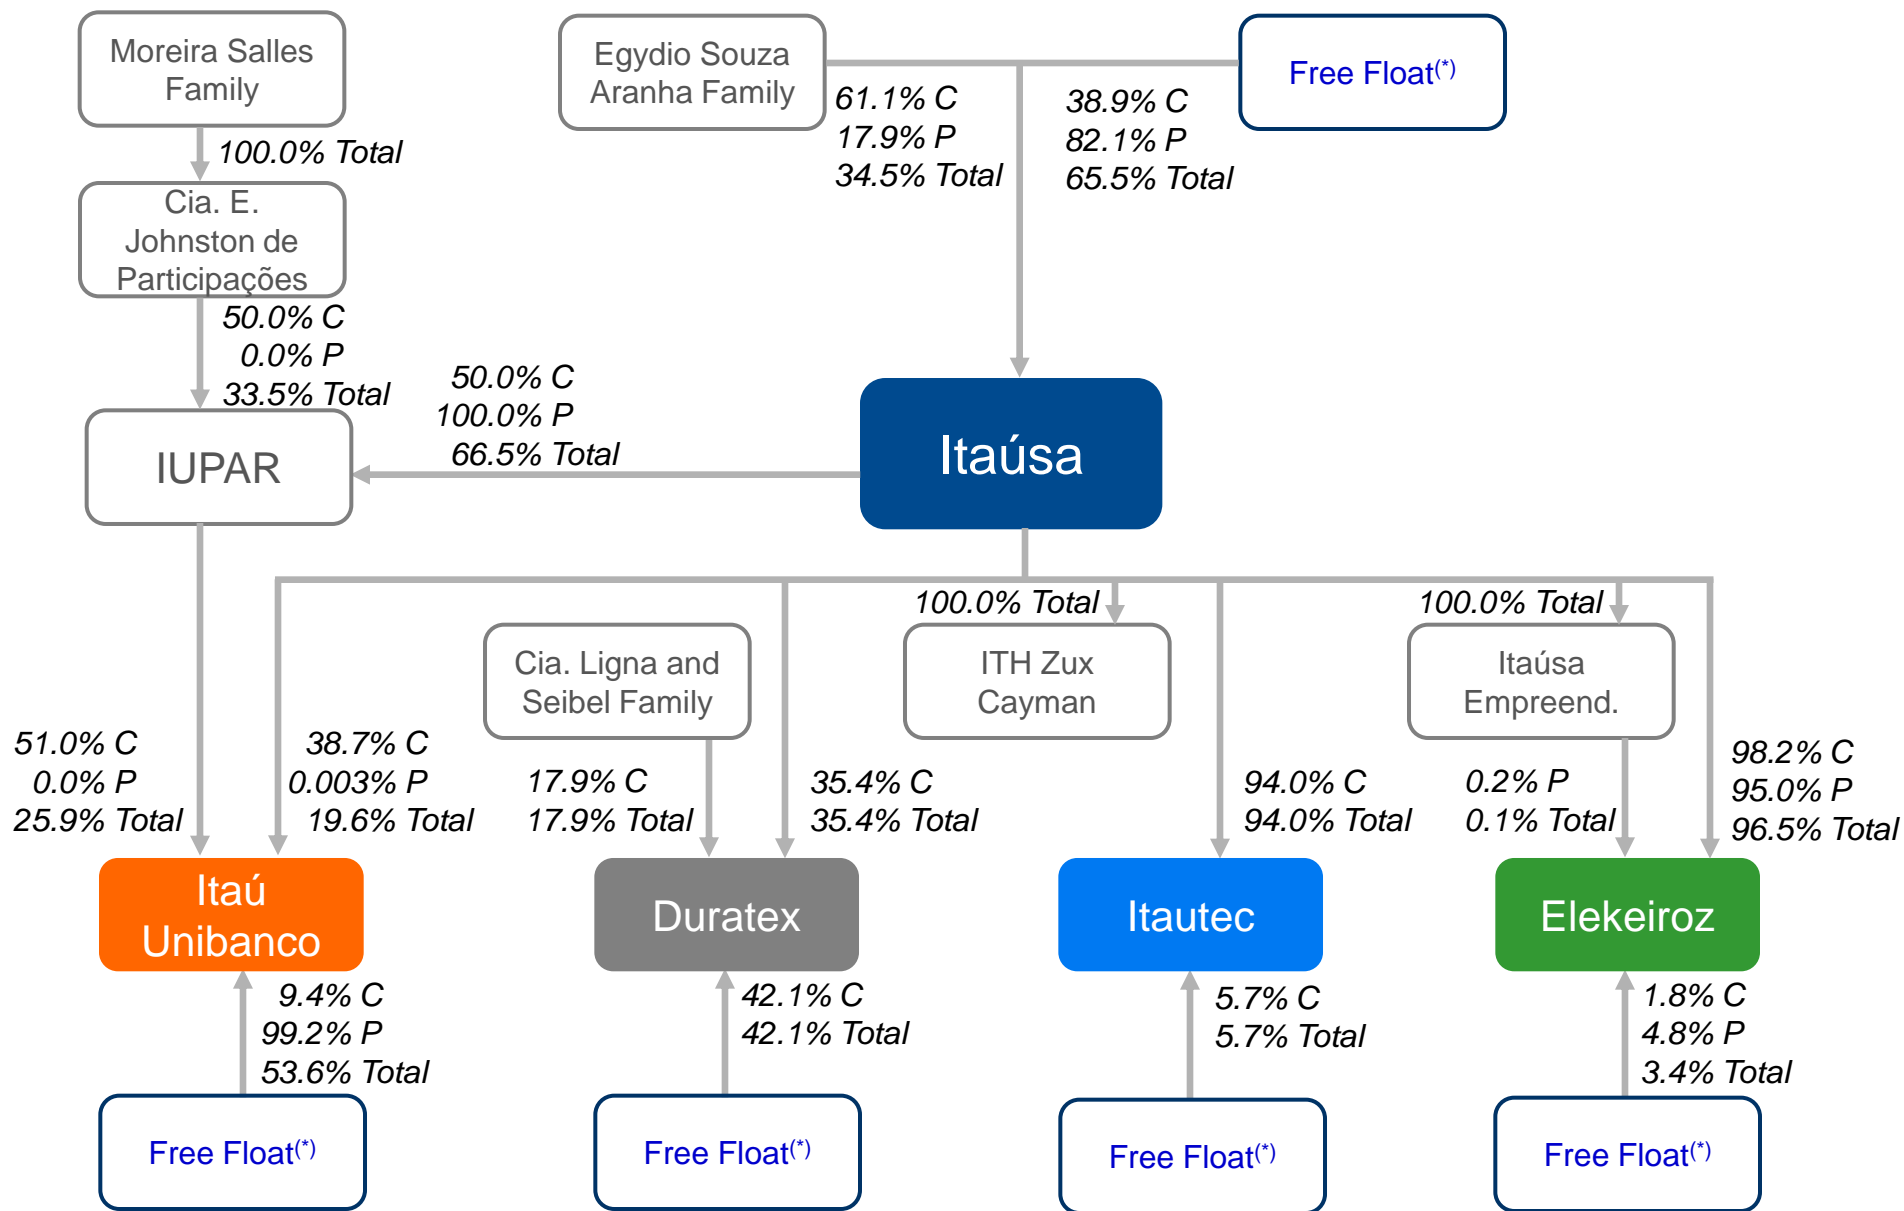 Moreira Salles
Family
Egydio Souza
Aranha Family
Free Float(*)
61.1% C
17.9% P
34.5% Total
38.9% C
82.1% P
65.5% Total
100.0% Total
Cia. E.
Johnston de
Participações
50.0% C
0.0% P
33.5% Total
50.0% C
100.0% P
66.5% Total
IUPAR
Itaúsa
100.0% Total
100.0% Total
Cia. Ligna and
Seibel Family
ITH Zux
Cayman
Itaúsa
Empreend.
51.0% C
0.0% P
25.9% Total
38.7% C
0.003% P
19.6% Total
17.9% C
17.9% Total
35.4% C
35.4% Total
94.0% C
94.0% Total
0.2% P
0.1% Total
98.2% C
95.0% P
96.5% Total
Itaú
Unibanco
Duratex
Itautec
Elekeiroz
9.4% C
99.2% P
53.6% Total
42.1% C
42.1% Total
5.7% C
5.7% Total
1.8% C
4.8% P
3.4% Total
Free Float(*)
Free Float(*)
Free Float(*)
Free Float(*)